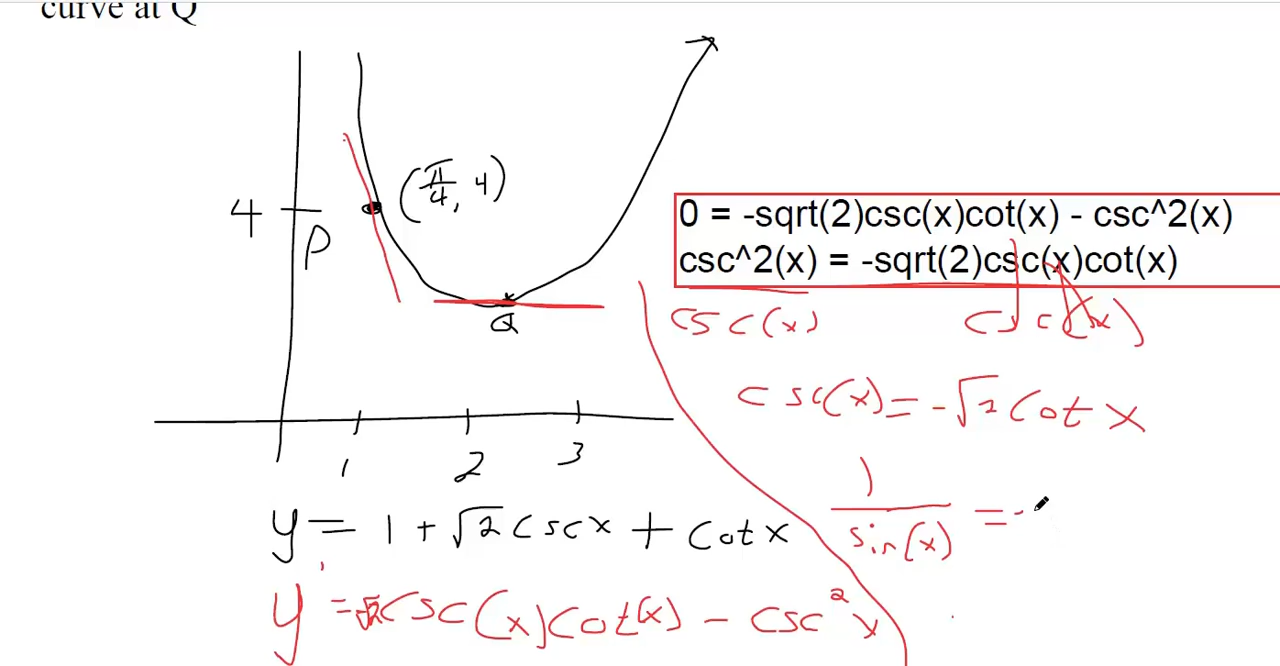 curve at Q
(π/4, 4)
4
P
Q
1 2 3
0 = -sqrt(2)csc(x)cot(x) - csc^2(x)
csc^2(x) = -sqrt(2)csc(x)cot(x)
csc(x) csc(x)
csc(x) = -√2 cot x
1/sin(x) = -
y = 1 + √2 csc x + cot x
y' = -√2 csc(x)cot(x) - csc² x